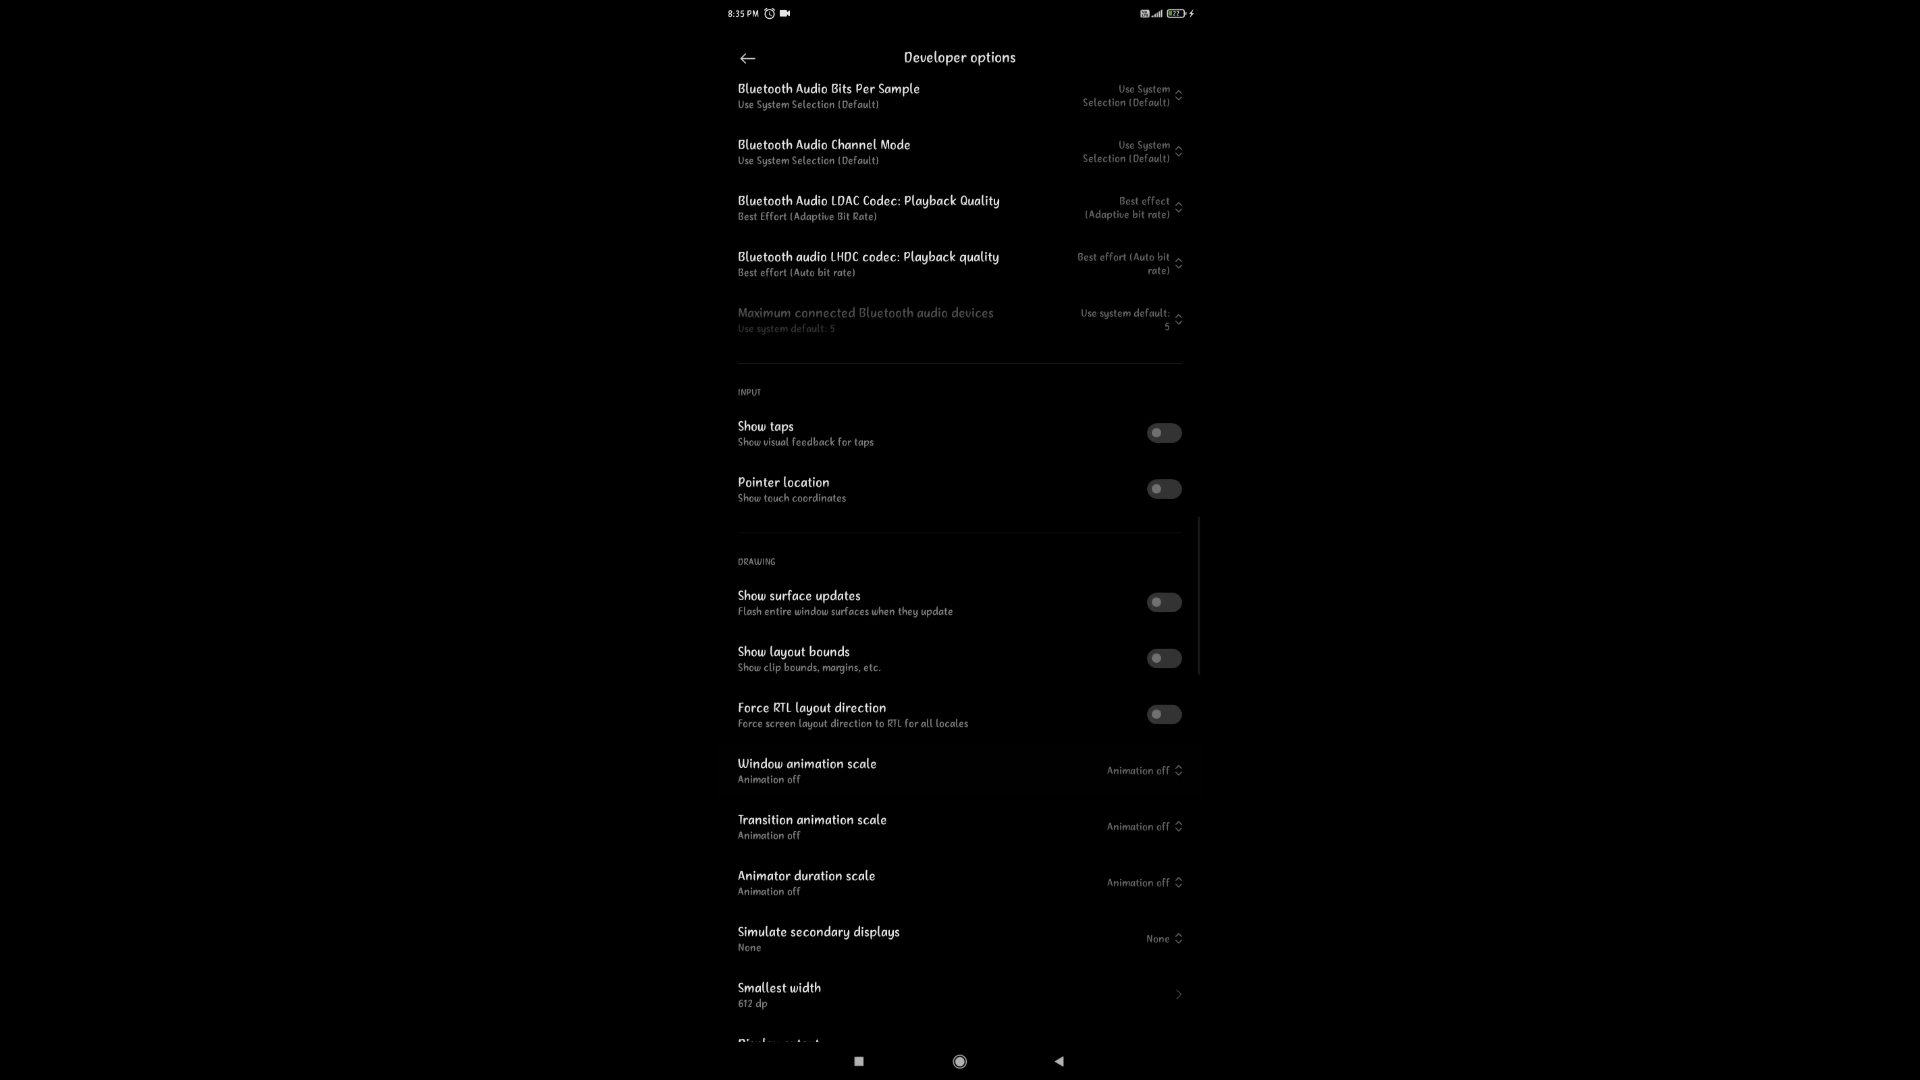 8:35 PM
Developer options
Bluetooth Audio Bits Per Sample
Use System Selection (Default)
Use System
Selection (Default)
Bluetooth Audio Channel Mode
Use System Selection (Default)
Use System
Selection (Default)
Bluetooth Audio LDAC Codec: Playback Quality
Best Effort (Adaptive Bit Rate)
Best effect
(Adaptive bit rate)
Bluetooth audio LHDC codec: Playback quality
Best effort (Auto bit rate)
Best effort (Auto bit
rate)
Maximum connected Bluetooth audio devices
Use system default: 5
Use system default:
5
INPUT
Show taps
Show visual feedback for taps
Pointer location
Show touch coordinates
DRAWING
Show surface updates
Flash entire window surfaces when they update
Show layout bounds
Show clip bounds, margins, etc.
Force RTL layout direction
Force screen layout direction to RTL for all locales
Window animation scale
Animation off
Animation off
Transition animation scale
Animation off
Animation off
Animator duration scale
Animation off
Animation off
Simulate secondary displays
None
None
Smallest width
612 dp